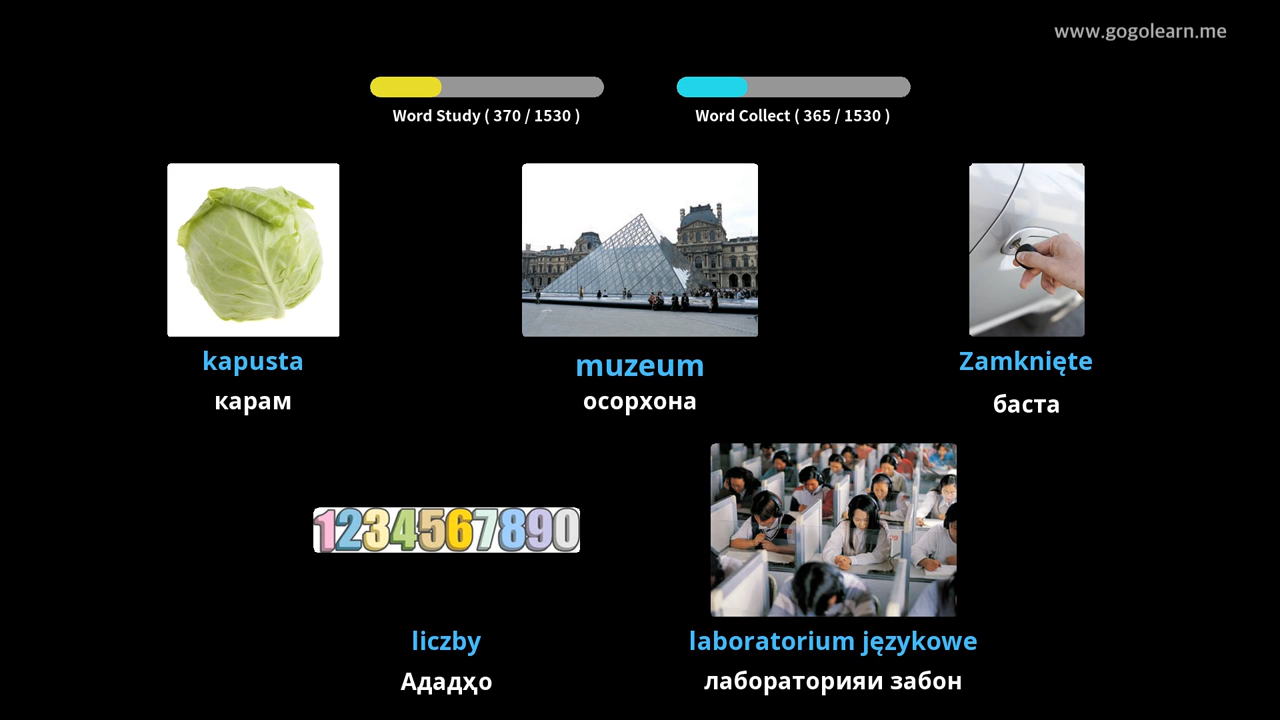 www.gogolearn.me
Word Study ( 370 / 1530 )
Word Collect ( 365 / 1530 )
kapusta
карам
muzeum
осорхона
Zamknięte
баста
1234567890
liczby
Ададҳо
laboratorium językowe
лабораторияи забон